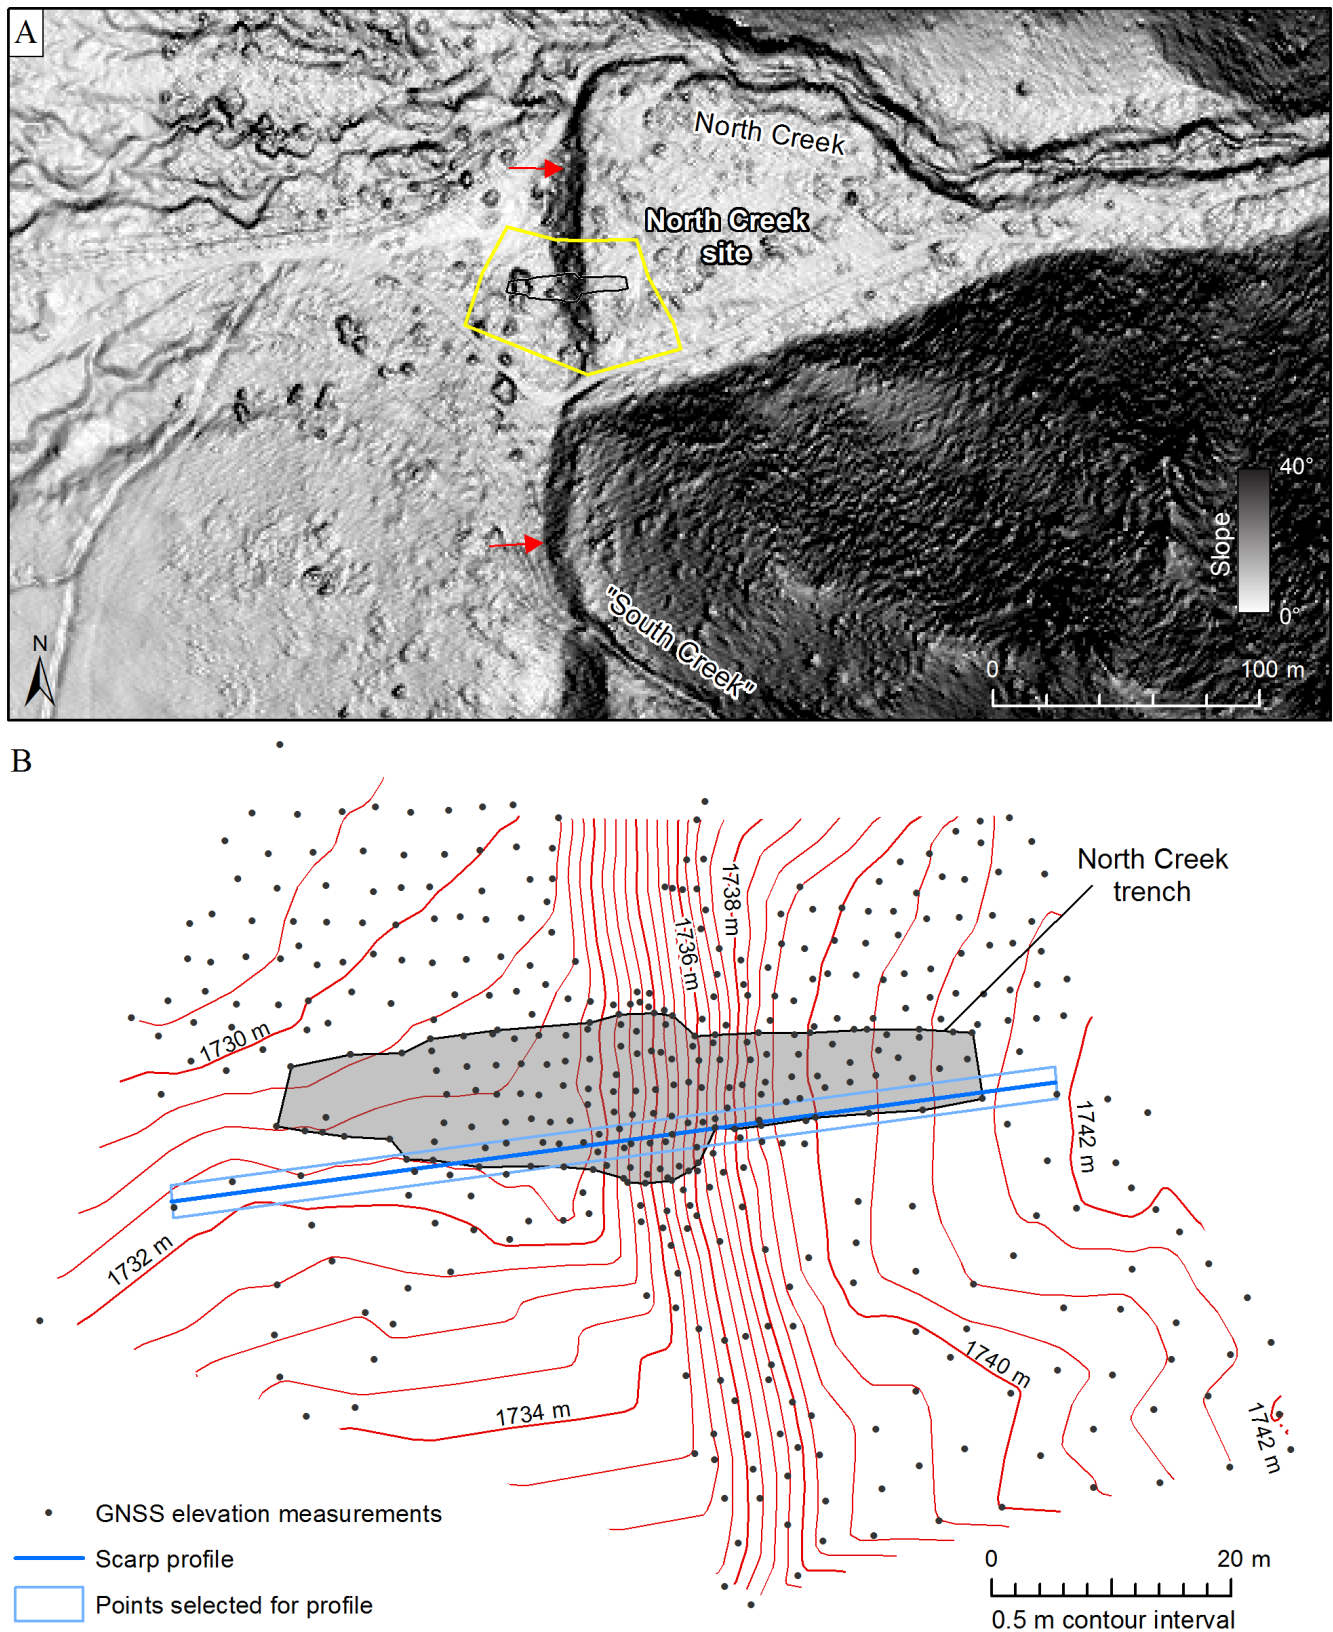 A
North Creek
North Creek
site
"South Creek"
Slope
40°
0°
N
0
100 m
B
North Creek
trench
1738 m
1736 m
1730 m
1732 m
1742 m
1740 m
1734 m
1742 m
GNSS elevation measurements
Scarp profile
Points selected for profile
0
20 m
0.5 m contour interval